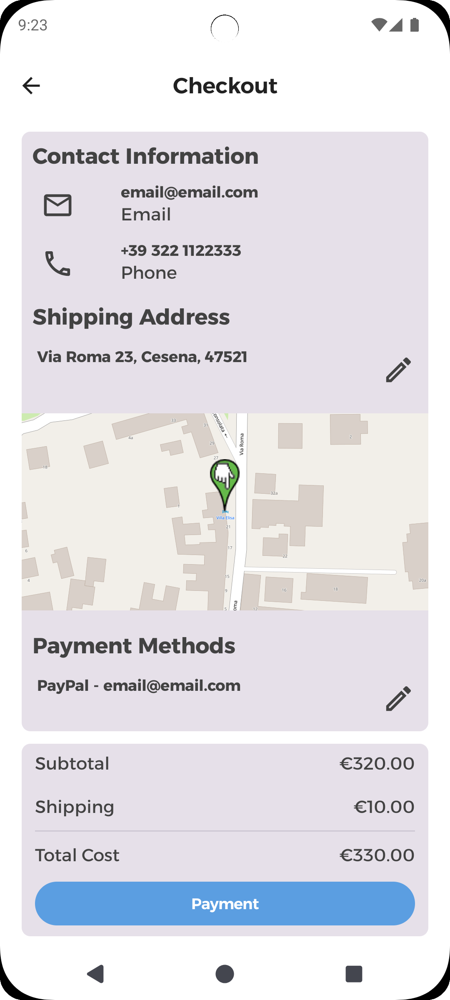 9:23
Checkout
Contact Information
email@email.com
Email
+39 322 1122333
Phone
Shipping Address
Via Roma 23, Cesena, 47521
33
31
onsolata
4a
29
27
Via Roma
2
18
32a
1
Villa Elisa
21
17
6
22
15
4
20a
9
16
18
5
oma
12
Payment Methods
PayPal - email@email.com
Subtotal €320.00
Shipping €10.00
Total Cost €330.00
Payment